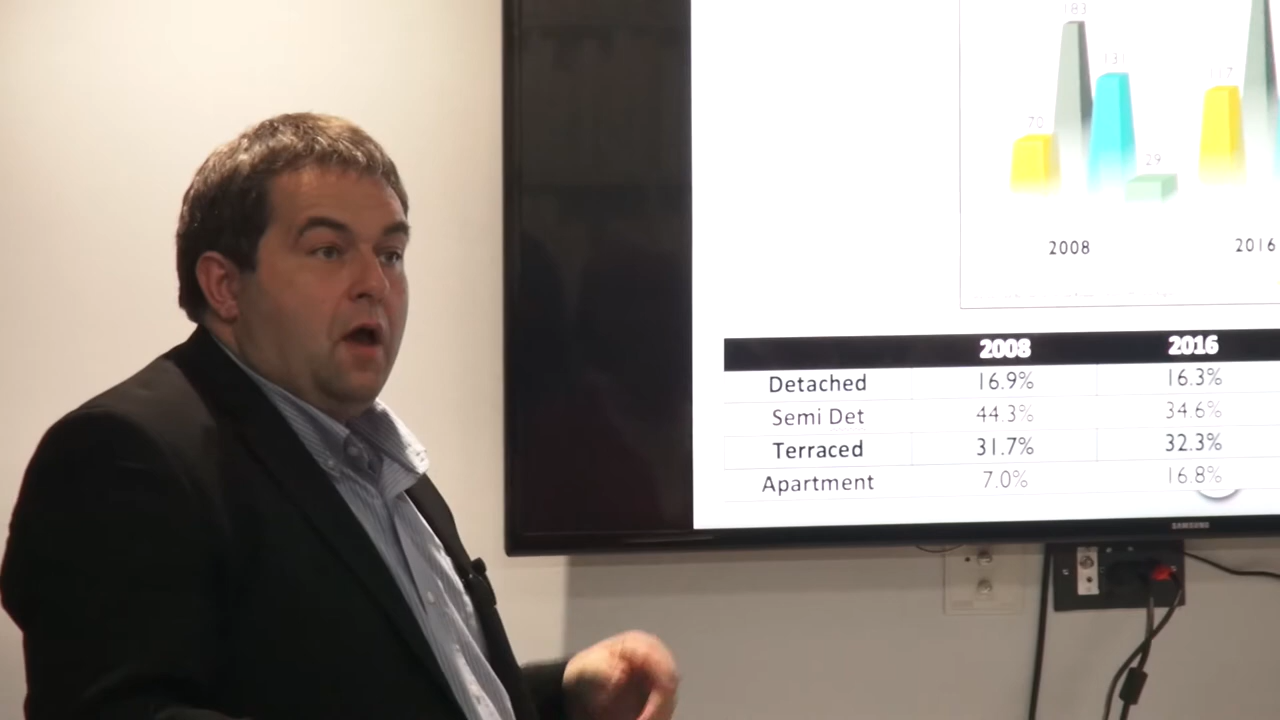 183
131
117
70
29
2008 2016
2008 2016
Detached 16.9% 16.3%
Semi Det 44.3% 34.6%
Terraced 31.7% 32.3%
Apartment 7.0% 16.8%
SAMSUNG